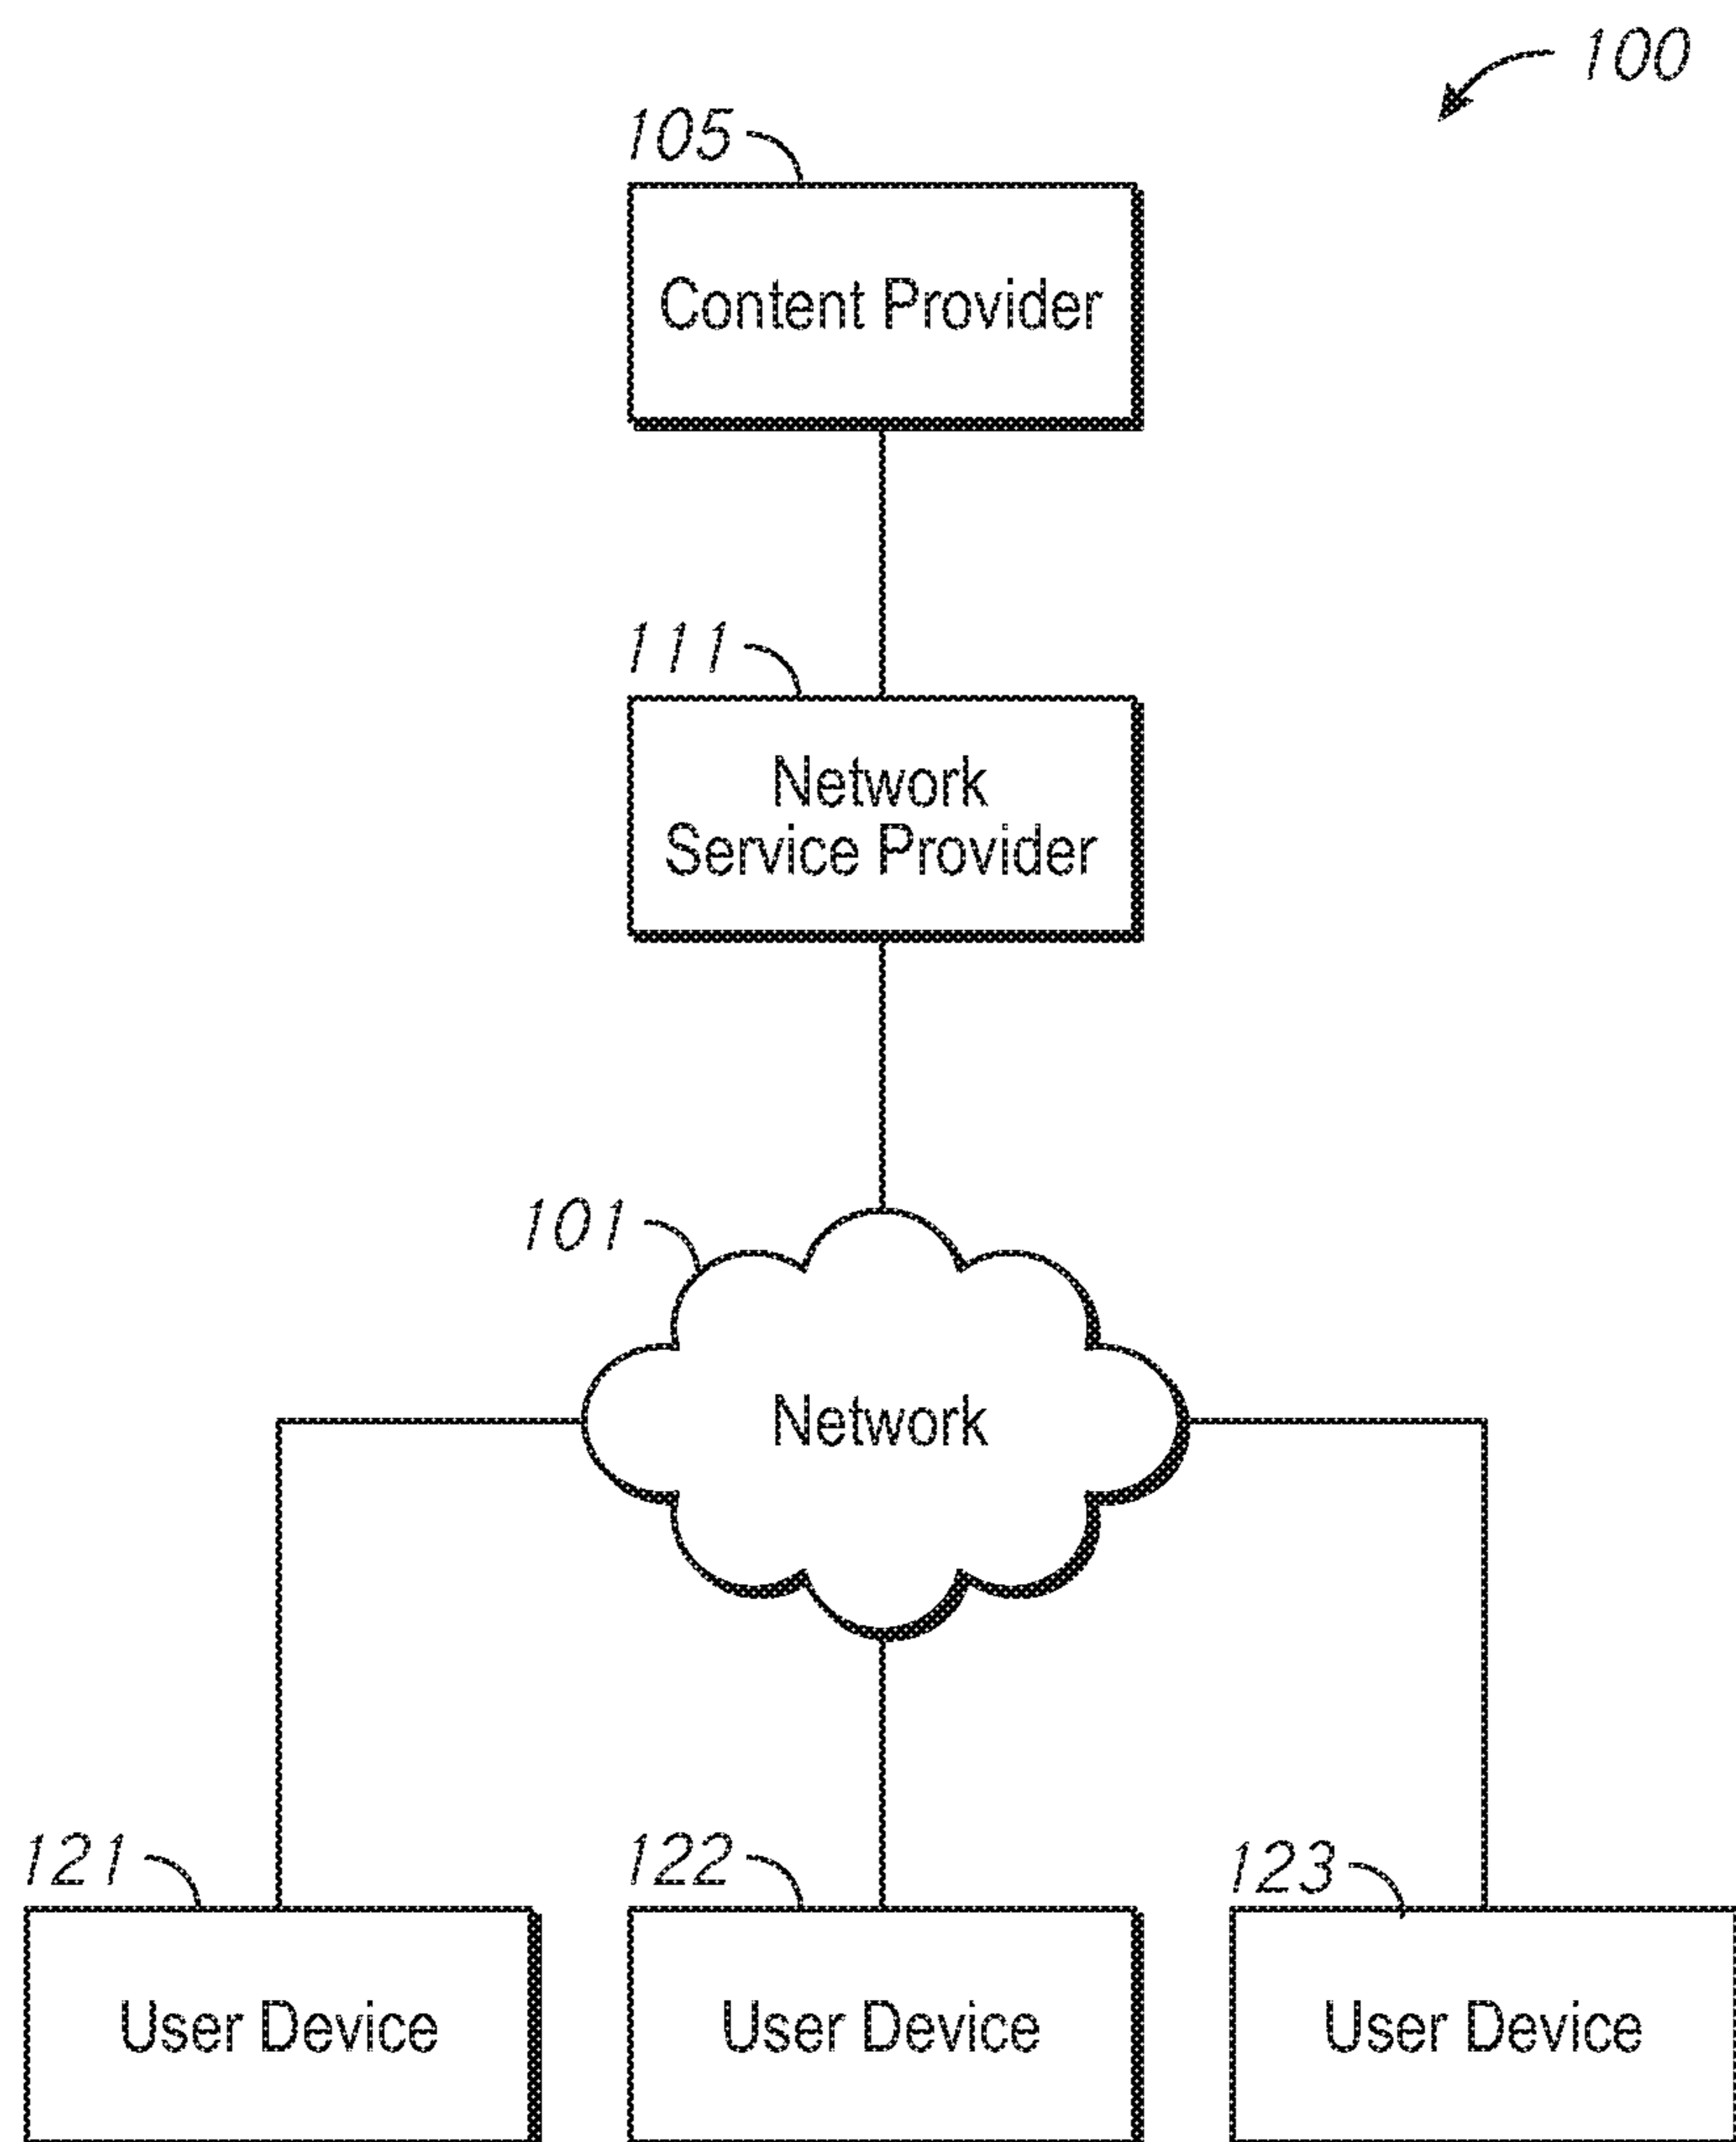 100
105
Content Provider
111
Network
Service Provider
101
Network
121
122
123
User Device
User Device
User Device